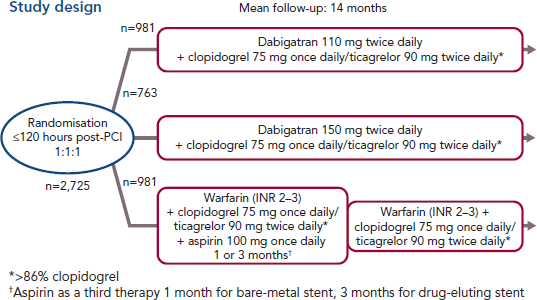 Study design
Mean follow-up: 14 months
n=981
Dabigatran 110 mg twice daily
+ clopidogrel 75 mg once daily/ticagrelor 90 mg twice daily*
n=763
Randomisation
≤120 hours post-PCI
1:1:1
Dabigatran 150 mg twice daily
+ clopidogrel 75 mg once daily/ticagrelor 90 mg twice daily*
n=2,725
n=981
Warfarin (INR 2–3)
+ clopidogrel 75 mg once daily/
ticagrelor 90 mg twice daily*
+ aspirin 100 mg once daily
1 or 3 months†
Warfarin (INR 2–3) +
clopidogrel 75 mg once daily/
ticagrelor 90 mg twice daily*
*>86% clopidogrel
†Aspirin as a third therapy 1 month for bare-metal stent, 3 months for drug-eluting stent